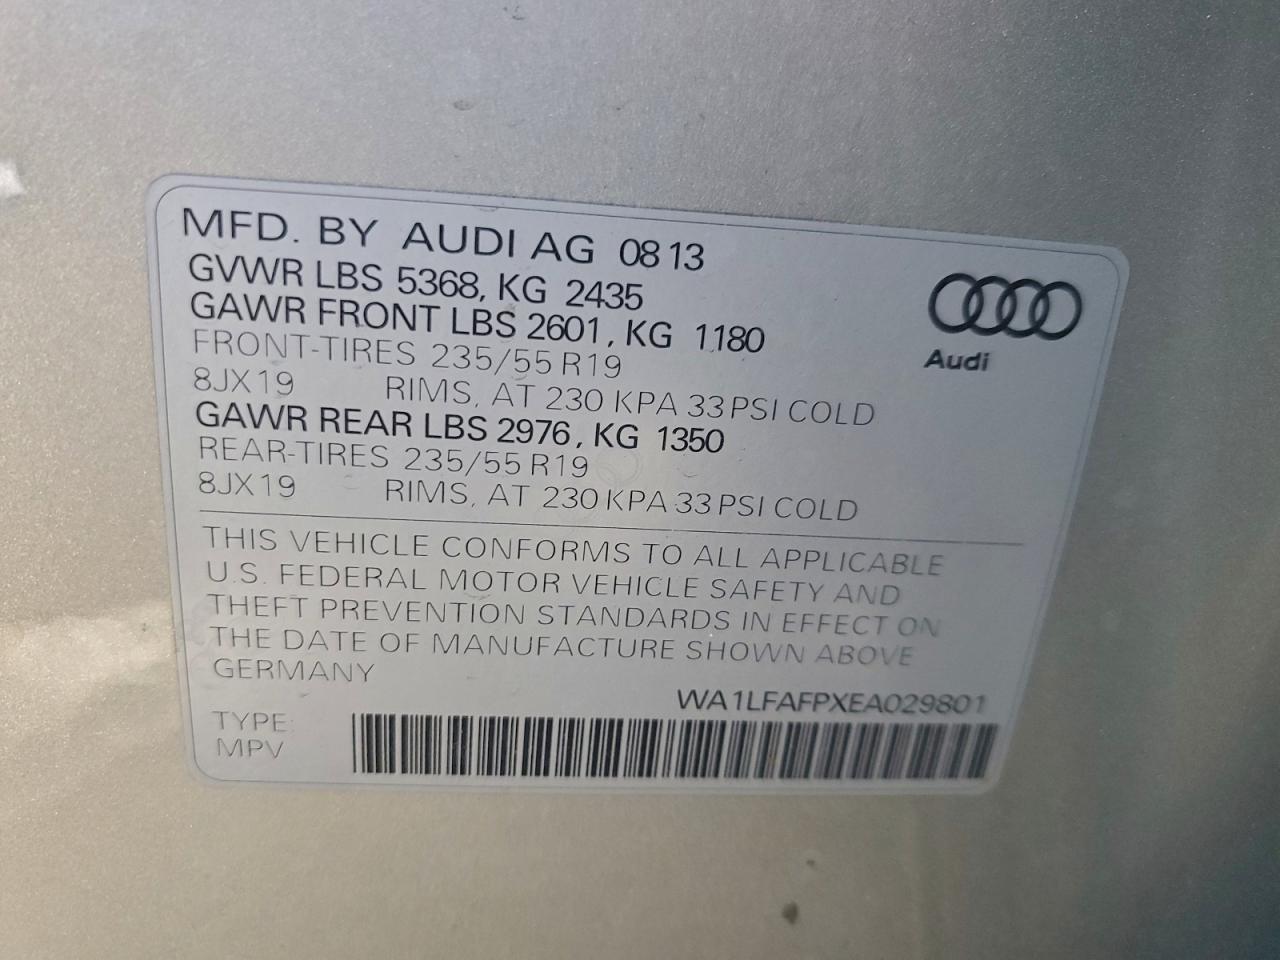 MFD. BY AUDI AG 08 13
GVWR LBS 5368, KG 2435
GAWR FRONT LBS 2601, KG 1180
FRONT-TIRES 235/55 R19
8JX19 RIMS, AT 230 KPA 33 PSI COLD
GAWR REAR LBS 2976, KG 1350
REAR-TIRES 235/55 R19
8JX19 RIMS, AT 230 KPA 33 PSI COLD
Audi
THIS VEHICLE CONFORMS TO ALL APPLICABLE
U.S. FEDERAL MOTOR VEHICLE SAFETY AND
THEFT PREVENTION STANDARDS IN EFFECT ON
THE DATE OF MANUFACTURE SHOWN ABOVE
GERMANY
WA1LFAFPXEA029801
TYPE:
MPV